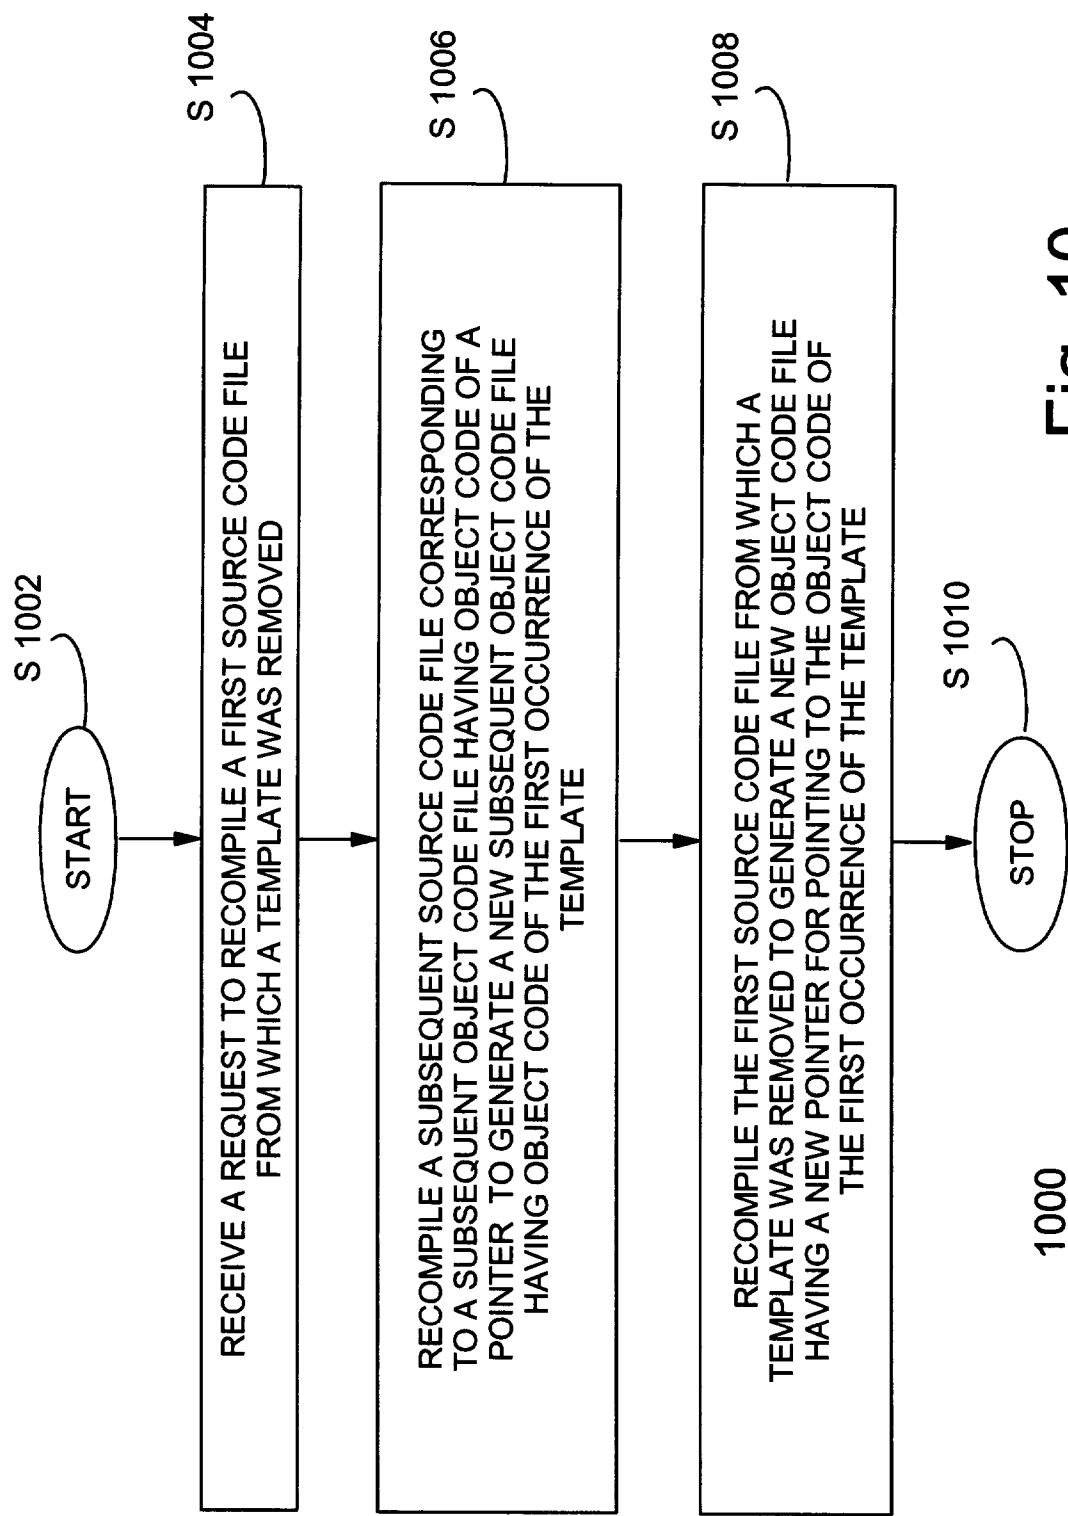 START
S 1002
RECEIVE A REQUEST TO RECOMPILE A FIRST SOURCE CODE FILE
FROM WHICH A TEMPLATE WAS REMOVED
S 1004
RECOMPILE A SUBSEQUENT SOURCE CODE FILE CORRESPONDING
TO A SUBSEQUENT OBJECT CODE FILE HAVING OBJECT CODE OF A
POINTER TO GENERATE A NEW SUBSEQUENT OBJECT CODE FILE
HAVING OBJECT CODE OF THE FIRST OCCURRENCE OF THE
TEMPLATE
S 1006
RECOMPILE THE FIRST SOURCE CODE FILE FROM WHICH A
TEMPLATE WAS REMOVED TO GENERATE A NEW OBJECT CODE FILE
HAVING A NEW POINTER FOR POINTING TO THE OBJECT CODE OF
THE FIRST OCCURRENCE OF THE TEMPLATE
S 1008
STOP
S 1010
1000
Fig. 10